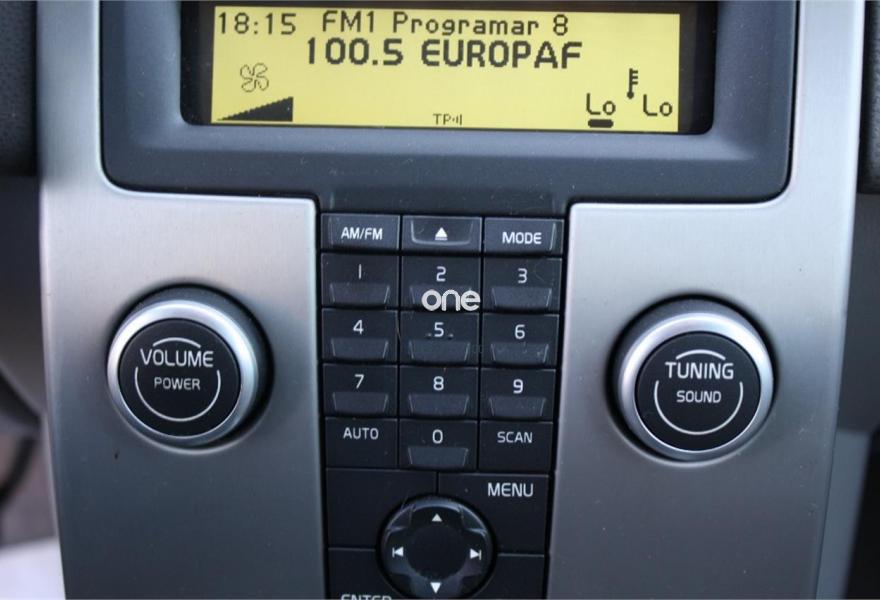 18:15 FM1 Programar 8
100.5 EUROPAF
TP
Lo Lo
AM/FM MODE
1 2 3
one
4 5 6
VOLUME
POWER
TUNING
SOUND
7 8 9
AUTO 0 SCAN
MENU
ENTER